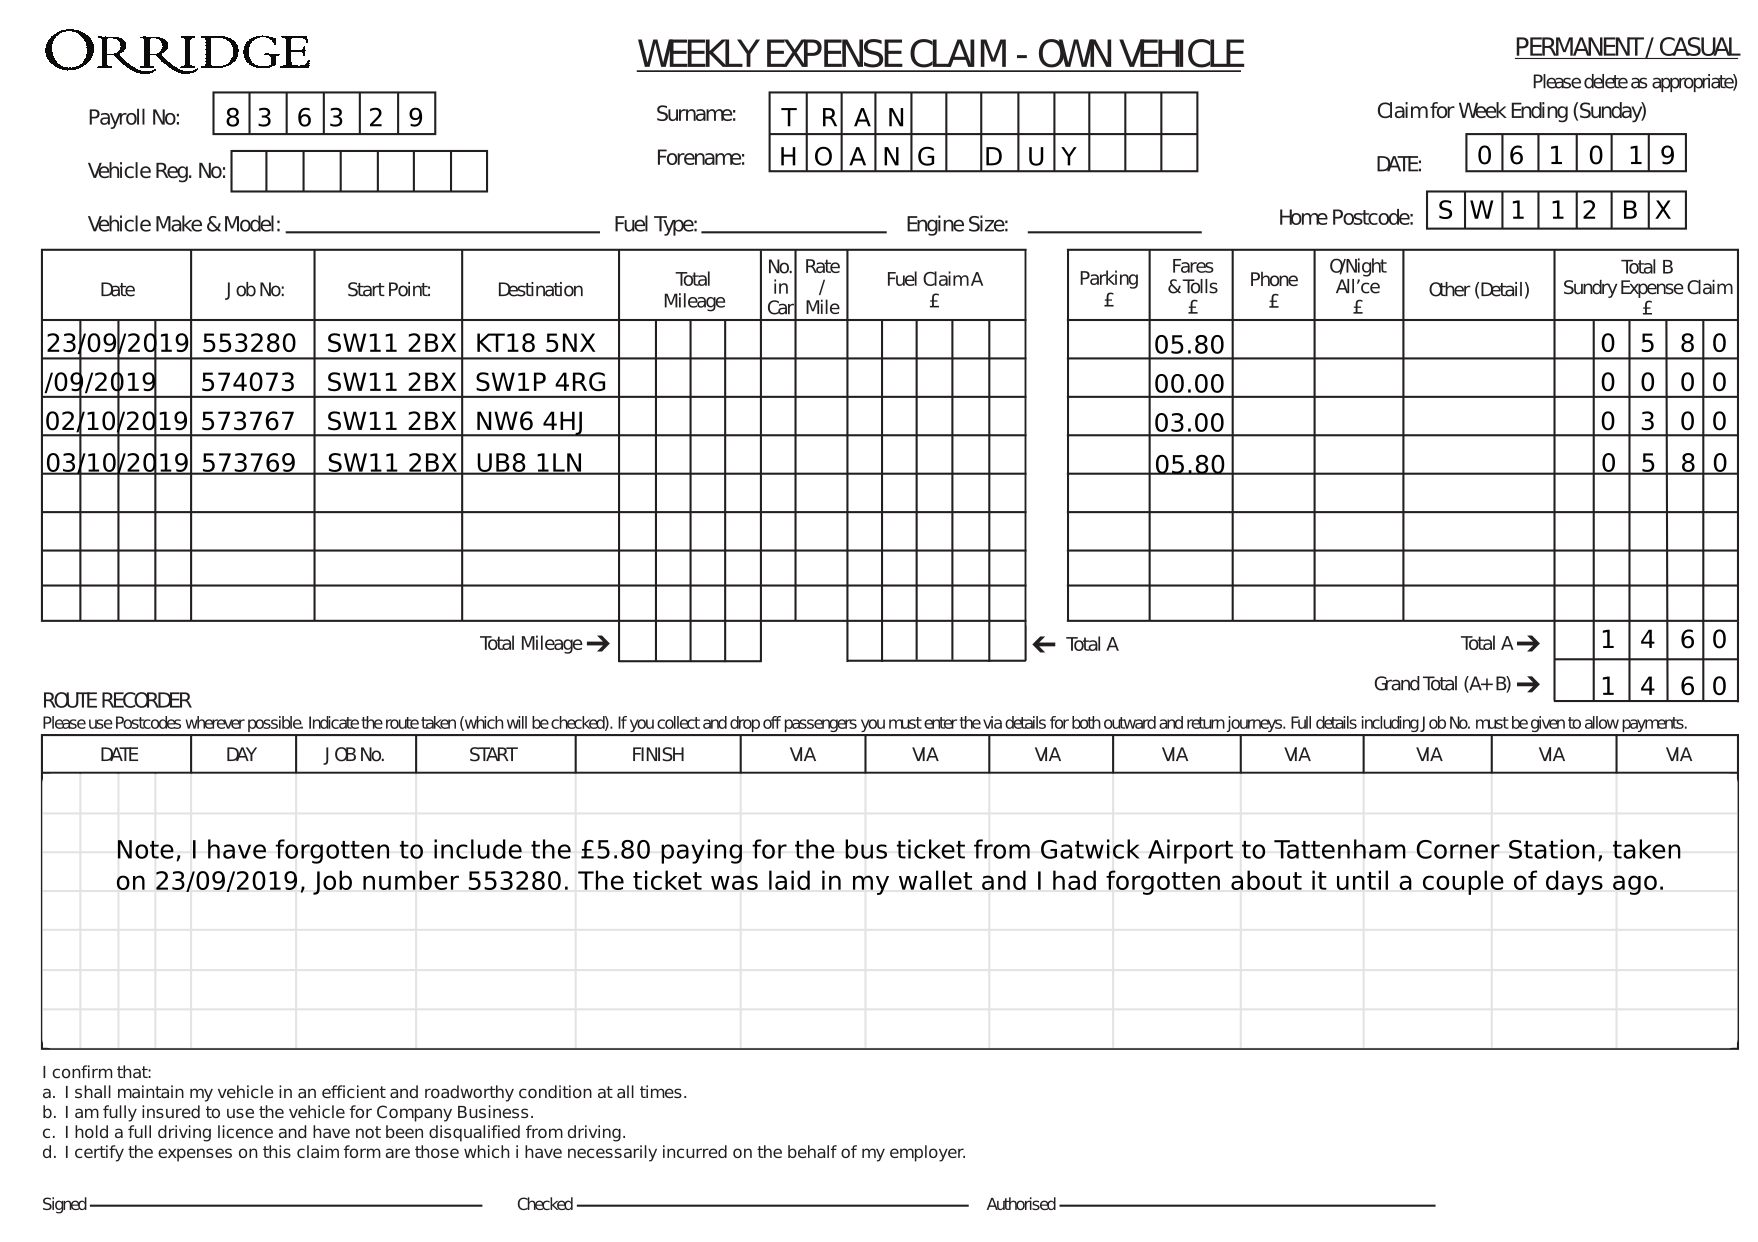 ORRIDGE
WEEKLY EXPENSE CLAIM - OWN VEHICLE
PERMANENT / CASUAL
Please delete as appropriate)
Payroll No: 8 3 6 3 2 9
Surname: T R A N
Claim for Week Ending (Sunday)
Vehicle Reg. No:
Forename: H O A N G D U Y
DATE: 0 6 1 0 1 9
Vehicle Make & Model:
Fuel Type:
Engine Size:
Home Postcode: S W 1 1 2 B X
Date Job No: Start Point: Destination Total Mileage No. in Car Rate / Mile Fuel Claim A £ Parking £ Fares & Tolls £ Phone £ O/Night All'ce £ Other (Detail) Total B Sundry Expense Claim £
23/09/2019 553280 SW11 2BX KT18 5NX 05.80 0 5 8 0
/09/2019 574073 SW11 2BX SW1P 4RG 00.00 0 0 0 0
02/10/2019 573767 SW11 2BX NW6 4HJ 03.00 0 3 0 0
03/10/2019 573769 SW11 2BX UB8 1LN 05.80 0 5 8 0
Total Mileage ➔ ← Total A Total A ➔ 1 4 6 0
Grand Total (A+ B) ➔ 1 4 6 0
ROUTE RECORDER
Please use Postcodes wherever possible. Indicate the route taken (which will be checked). If you collect and drop off passengers you must enter the via details for both outward and return journeys. Full details including Job No. must be given to allow payments.
DATE DAY JOB No. START FINISH VIA VIA VIA VIA VIA VIA VIA VIA
Note, I have forgotten to include the £5.80 paying for the bus ticket from Gatwick Airport to Tattenham Corner Station, taken
on 23/09/2019, Job number 553280. The ticket was laid in my wallet and I had forgotten about it until a couple of days ago.
I confirm that:
a. I shall maintain my vehicle in an efficient and roadworthy condition at all times.
b. I am fully insured to use the vehicle for Company Business.
c. I hold a full driving licence and have not been disqualified from driving.
d. I certify the expenses on this claim form are those which i have necessarily incurred on the behalf of my employer.
Signed Checked Authorised